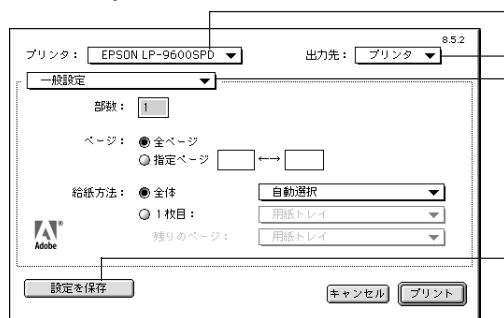 8.5.2
プリンタ： EPSON LP-9600SPD 出力先： プリンタ
一般設定
部数： 1
ページ： 全ページ
指定ページ ←→
給紙方法： 全体 自動選択
1 枚目： 用紙トレイ
残りのページ： 用紙トレイ
Adobe
設定を保存 キャンセル プリント